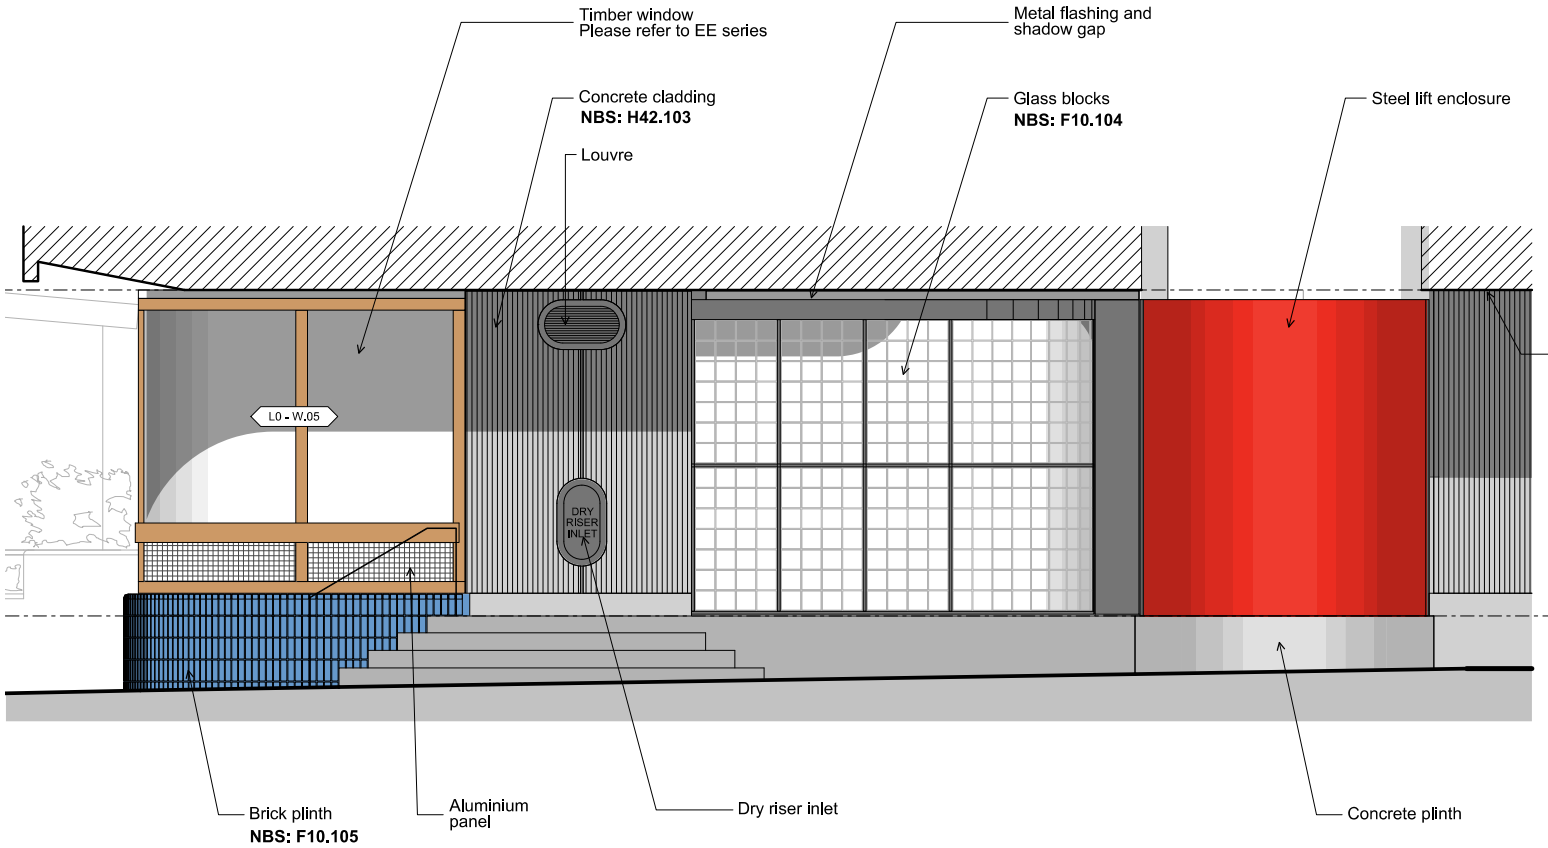 Timber window
Please refer to EE series
Metal flashing and
shadow gap
Concrete cladding
NBS: H42.103
Glass blocks
NBS: F10.104
Steel lift enclosure
Louvre
L0 - W.05
DRY
RISER
INLET
Brick plinth
NBS: F10.105
Aluminium
panel
Dry riser inlet
Concrete plinth